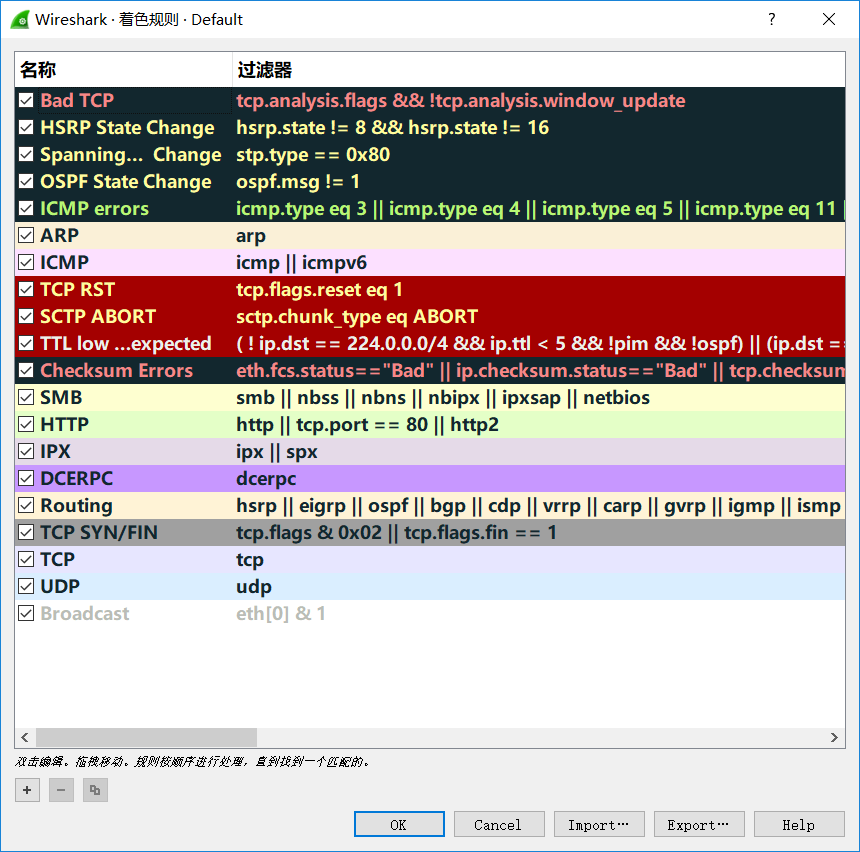 Wireshark · 着色规则 · Default
名称 过滤器
Bad TCP tcp.analysis.flags && !tcp.analysis.window_update
HSRP State Change hsrp.state != 8 && hsrp.state != 16
Spanning... Change stp.type == 0x80
OSPF State Change ospf.msg != 1
ICMP errors icmp.type eq 3 || icmp.type eq 4 || icmp.type eq 5 || icmp.type eq 11 |
ARP arp
ICMP icmp || icmpv6
TCP RST tcp.flags.reset eq 1
SCTP ABORT sctp.chunk_type eq ABORT
TTL low ...expected ( ! ip.dst == 224.0.0.0/4 && ip.ttl < 5 && !pim && !ospf) || (ip.dst ==
Checksum Errors eth.fcs.status=="Bad" || ip.checksum.status=="Bad" || tcp.checksum
SMB smb || nbss || nbns || nbipx || ipxsap || netbios
HTTP http || tcp.port == 80 || http2
IPX ipx || spx
DCERPC dcerpc
Routing hsrp || eigrp || ospf || bgp || cdp || vrrp || carp || gvrp || igmp || ismp
TCP SYN/FIN tcp.flags & 0x02 || tcp.flags.fin == 1
TCP tcp
UDP udp
Broadcast eth[0] & 1
双击编辑。拖拽移动。规则按顺序进行处理，直到找到一个匹配的。
OK Cancel Import… Export… Help